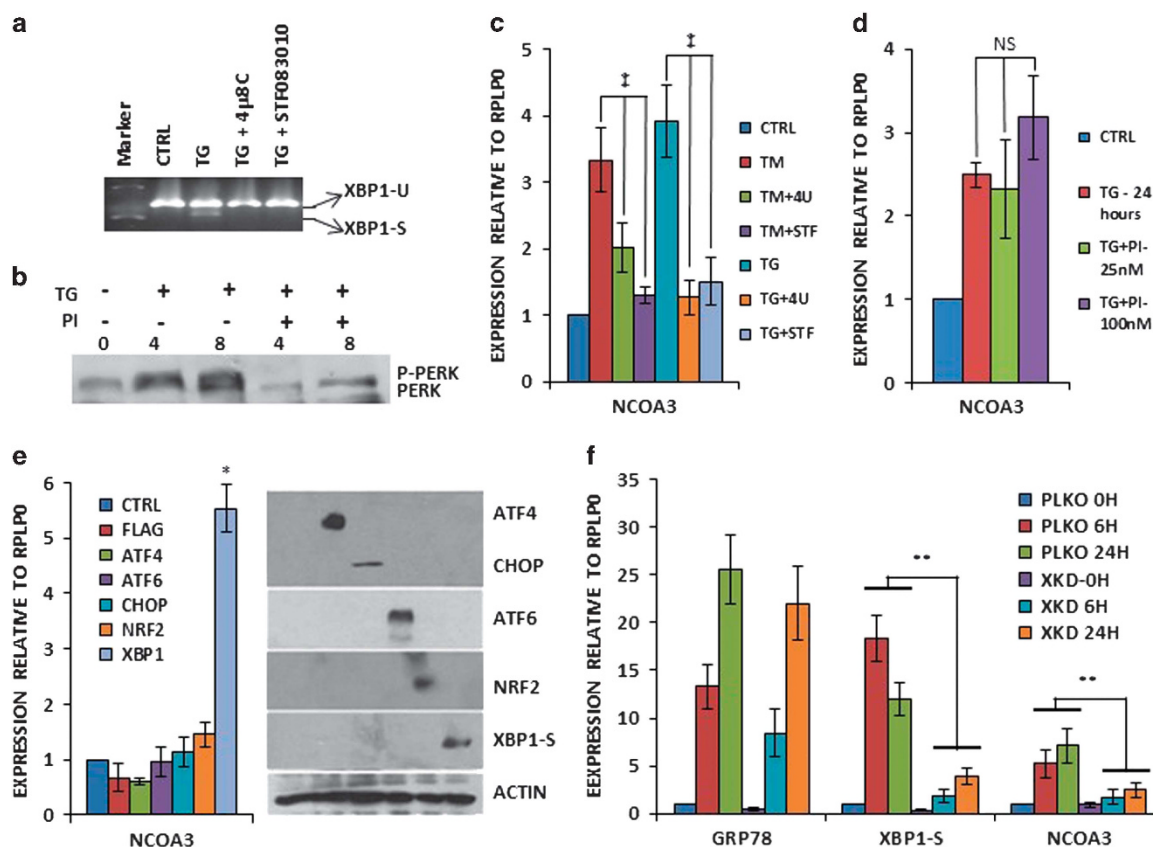 a
Marker
CTRL
TG
TG + 4µ8C
TG + STF083010
XBP1-U
XBP1-S
b
TG - + + + +
PI - - - + +
0 4 8 4 8
P-PERK
PERK
c
EXPRESSION RELATIVE TO RPLP0
5
4
3
2
1
0
‡
‡
NCOA3
CTRL
TM
TM+4U
TM+STF
TG
TG+4U
TG+STF
d
EXPRESSION RELATIVE TO RPLP0
4
3
2
1
0
NS
NCOA3
CTRL
TG - 24
hours
TG+PI-
25nM
TG+PI-
100nM
e
EXPRESSION RELATIVE TO RPLP0
6
5
4
3
2
1
0
*
CTRL
FLAG
ATF4
ATF6
CHOP
NRF2
XBP1
NCOA3
ATF4
CHOP
ATF6
NRF2
XBP1-S
ACTIN
f
EEPRESSION RELATIVE TO RPLP0
35
30
25
20
15
10
5
0
**
**
PLKO 0H
PLKO 6H
PLKO 24H
XKD-0H
XKD 6H
XKD 24H
GRP78
XBP1-S
NCOA3